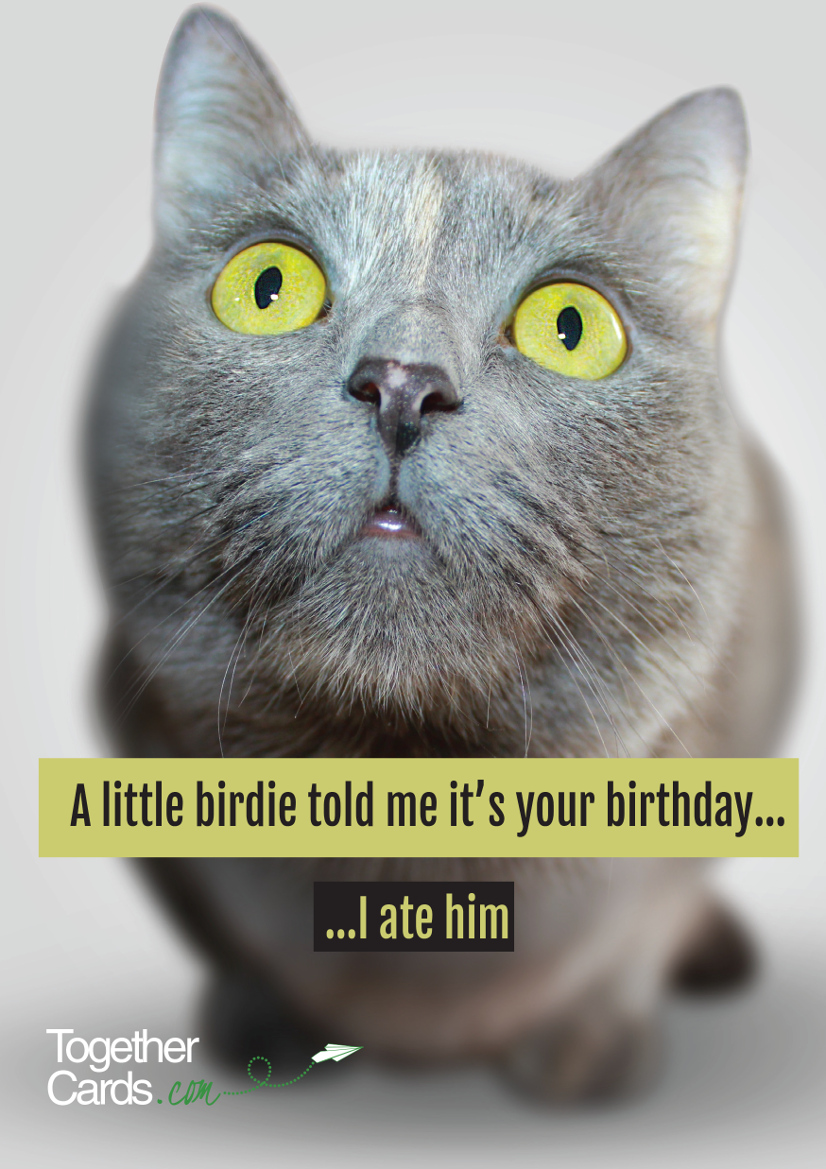 A little birdie told me it’s your birthday...
...I ate him
Together
Cards.com